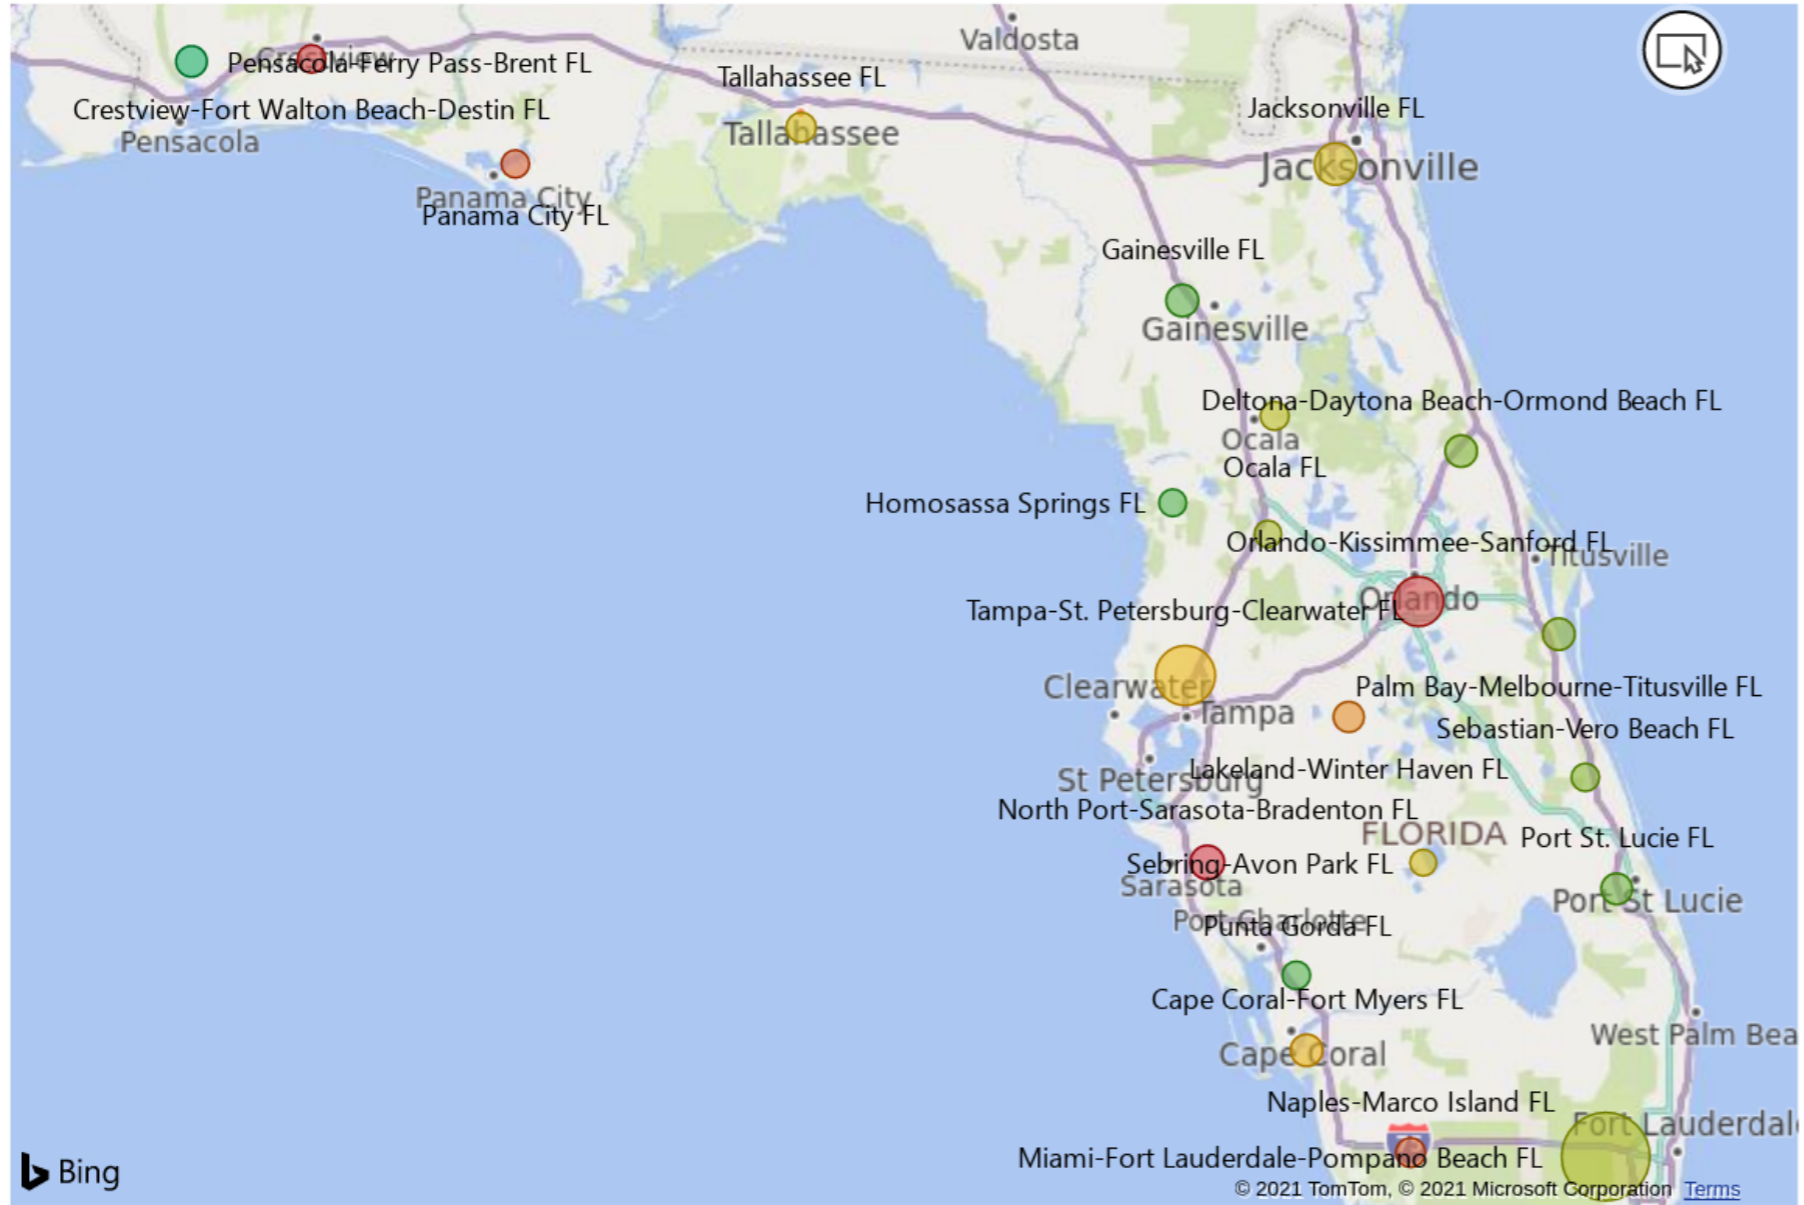 Valdosta
Crestview
Pensacola-Ferry Pass-Brent FL
Tallahassee FL
Crestview-Fort Walton Beach-Destin FL
Jacksonville FL
Pensacola
Tallahassee
Jacksonville
Panama City
Panama City FL
Gainesville FL
Gainesville
Deltona-Daytona Beach-Ormond Beach FL
Ocala
Ocala FL
Homosassa Springs FL
Orlando-Kissimmee-Sanford FL
Titusville
Orlando
Tampa-St. Petersburg-Clearwater FL
Clearwater
Palm Bay-Melbourne-Titusville FL
Tampa
Sebastian-Vero Beach FL
Lakeland-Winter Haven FL
St Petersburg
North Port-Sarasota-Bradenton FL
FLORIDA
Port St. Lucie FL
Sebring-Avon Park FL
Sarasota
Port St Lucie
Port Charlotte
Punta Gorda FL
Cape Coral-Fort Myers FL
West Palm Bea
Cape Coral
Naples-Marco Island FL
Fort Lauderdal
Miami-Fort Lauderdale-Pompano Beach FL
Bing
© 2021 TomTom, © 2021 Microsoft Corporation Terms